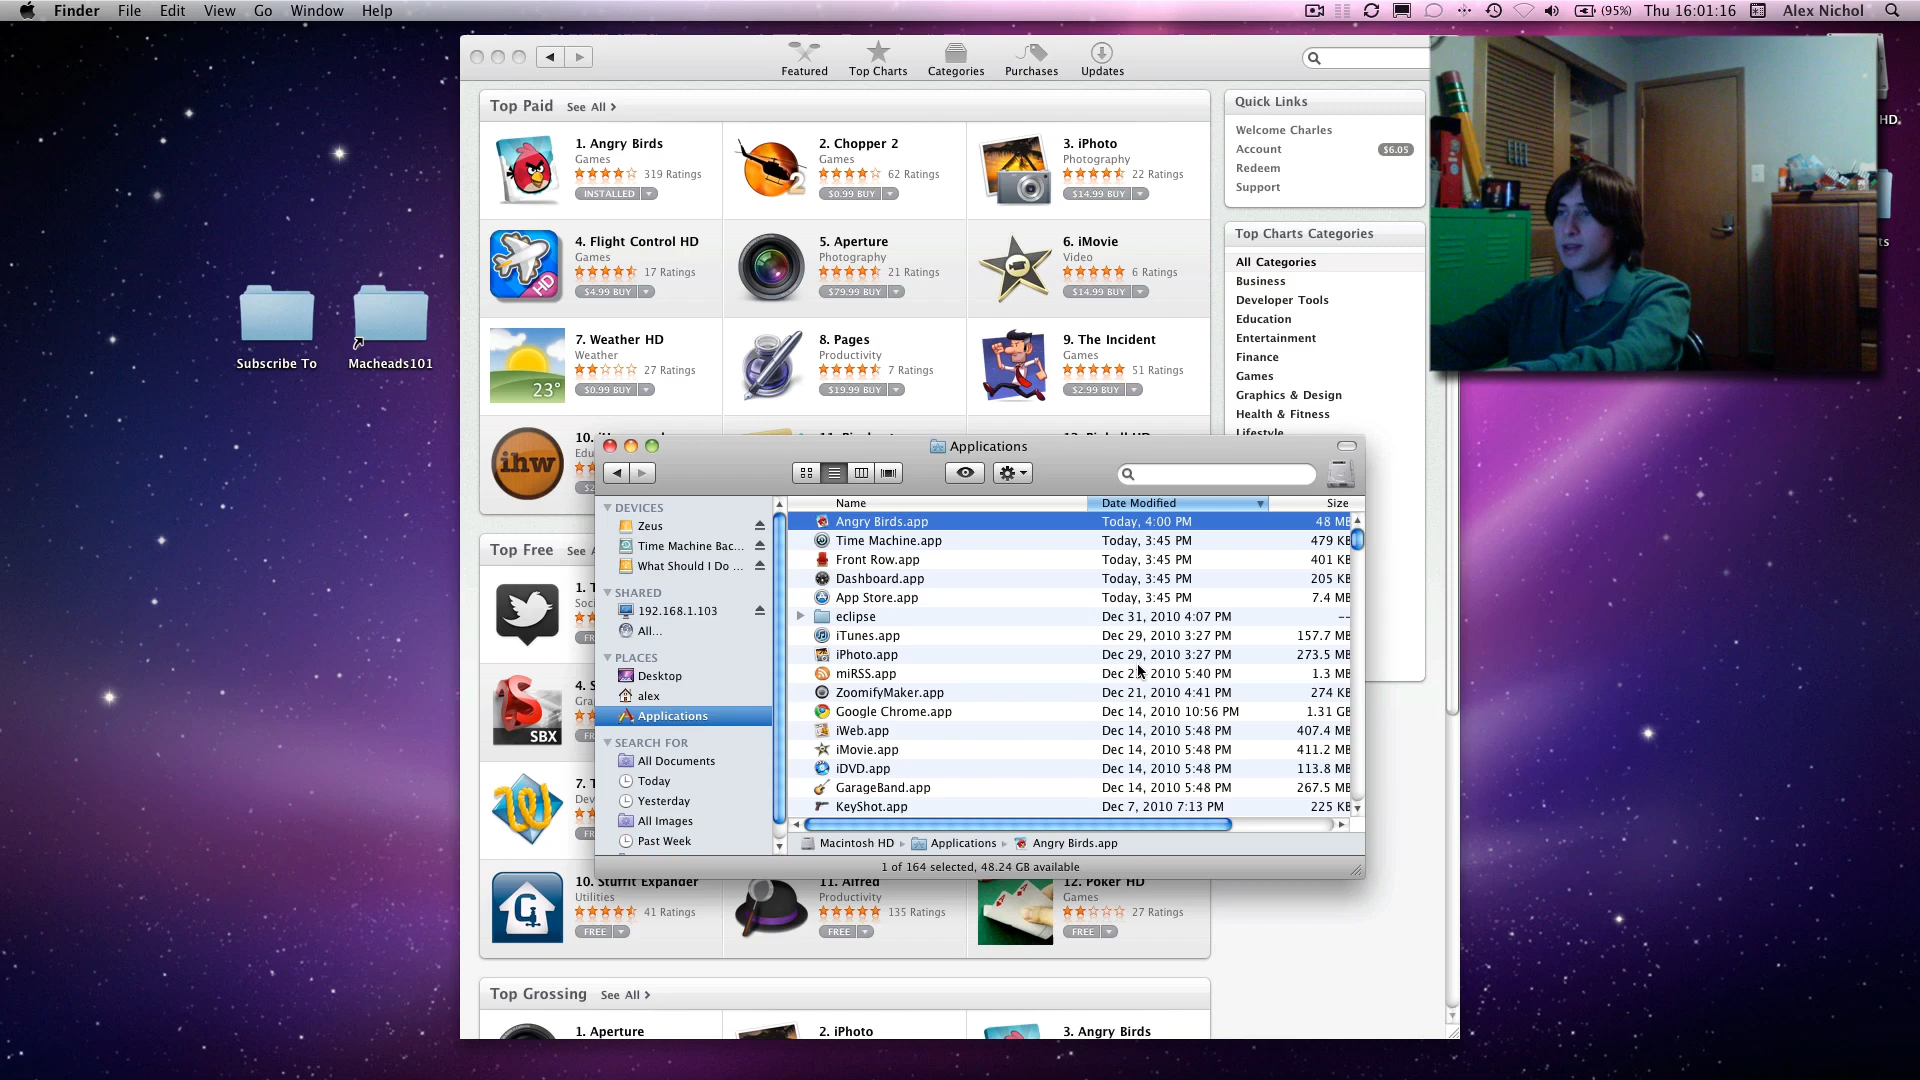 Finder File Edit View Go Window Help
(95%) Thu 16:01:16 Alex Nichol
Featured Top Charts Categories Purchases Updates
Top Paid See All >
1. Angry Birds
Games
319 Ratings
INSTALLED
2. Chopper 2
Games
62 Ratings
$0.99 BUY
3. iPhoto
Photography
22 Ratings
$14.99 BUY
4. Flight Control HD
Games
17 Ratings
$4.99 BUY
5. Aperture
Photography
21 Ratings
$79.99 BUY
6. iMovie
Video
6 Ratings
$14.99 BUY
7. Weather HD
Weather
27 Ratings
$0.99 BUY
23°
8. Pages
Productivity
7 Ratings
$19.99 BUY
9. The Incident
Games
51 Ratings
$2.99 BUY
10.
ihw
Quick Links
Welcome Charles
Account $6.05
Redeem
Support
Top Charts Categories
All Categories
Business
Developer Tools
Education
Entertainment
Finance
Games
Graphics & Design
Health & Fitness
Lifestyle
HD
Subscribe To
Macheads101
Applications
Name Date Modified Size
DEVICES
Zeus
Time Machine Bac...
What Should I Do ...
SHARED
192.168.1.103
All...
PLACES
Desktop
alex
Applications
SEARCH FOR
All Documents
Today
Yesterday
All Images
Past Week
Angry Birds.app Today, 4:00 PM 48 MB
Time Machine.app Today, 3:45 PM 479 KB
Front Row.app Today, 3:45 PM 401 KB
Dashboard.app Today, 3:45 PM 205 KB
App Store.app Today, 3:45 PM 7.4 MB
eclipse Dec 31, 2010 4:07 PM --
iTunes.app Dec 29, 2010 3:27 PM 157.7 MB
iPhoto.app Dec 29, 2010 3:27 PM 273.5 MB
miRSS.app Dec 2 2010 5:40 PM 1.3 MB
ZoomifyMaker.app Dec 21, 2010 4:41 PM 274 KB
Google Chrome.app Dec 14, 2010 10:56 PM 1.31 GB
iWeb.app Dec 14, 2010 5:48 PM 407.4 MB
iMovie.app Dec 14, 2010 5:48 PM 411.2 MB
iDVD.app Dec 14, 2010 5:48 PM 113.8 MB
GarageBand.app Dec 14, 2010 5:48 PM 267.5 MB
KeyShot.app Dec 7, 2010 7:13 PM 225 KB
Macintosh HD Applications Angry Birds.app
1 of 164 selected, 48.24 GB available
Top Free See A
1. T
4. S
SBX
7. T
10. StuffIt Expander
Utilities
41 Ratings
FREE
11. Alfred
Productivity
135 Ratings
FREE
12. Poker HD
Games
27 Ratings
FREE
Top Grossing See All >
1. Aperture
2. iPhoto
3. Angry Birds